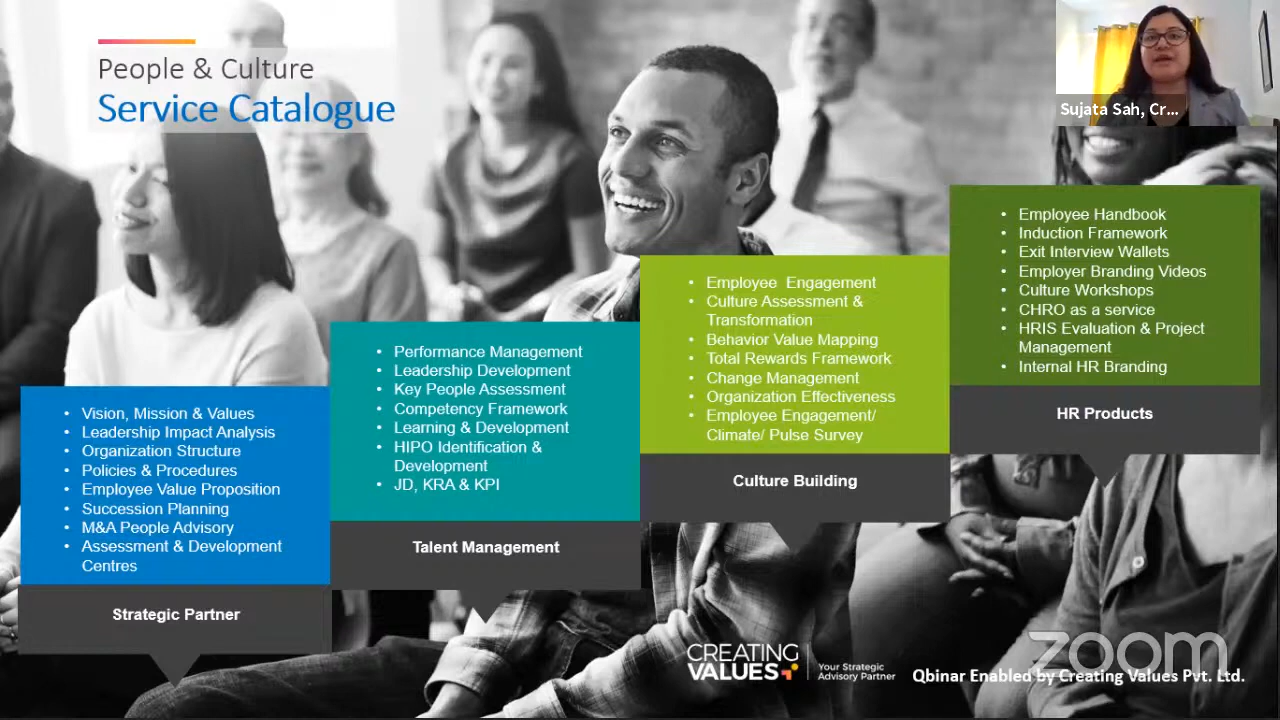 People & Culture
Service Catalogue
Sujata Sah, Cr...
Employee Handbook
Induction Framework
Exit Interview Wallets
Employer Branding Videos
Culture Workshops
CHRO as a service
HRIS Evaluation & Project
Management
Internal HR Branding
HR Products
Employee Engagement
Culture Assessment &
Transformation
Behavior Value Mapping
Total Rewards Framework
Change Management
Organization Effectiveness
Employee Engagement/
Climate/ Pulse Survey
Culture Building
Performance Management
Leadership Development
Key People Assessment
Competency Framework
Learning & Development
HIPO Identification &
Development
JD, KRA & KPI
Talent Management
Vision, Mission & Values
Leadership Impact Analysis
Organization Structure
Policies & Procedures
Employee Value Proposition
Succession Planning
M&A People Advisory
Assessment & Development
Centres
Strategic Partner
CREATING
VALUES
Your Strategic
Advisory Partner
zoom
Qbinar Enabled by Creating Values Pvt. Ltd.